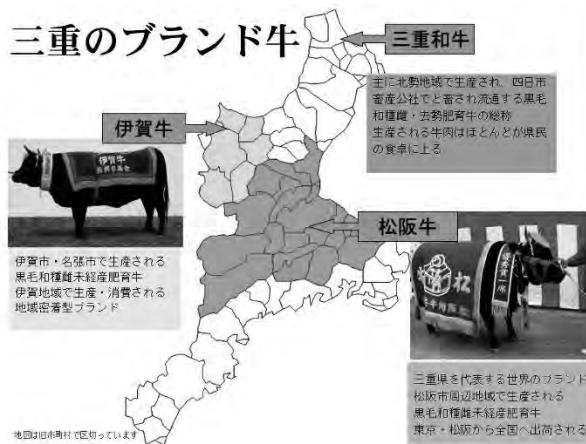 三重のブランド牛
三重和牛
主に北勢地域で生産され、四日市
畜産公社でと畜され流通する黒毛
和種雌・去勢肥育牛の総称
生産される牛肉はほとんどが県民
の食卓に上る
伊賀牛
伊賀牛
伊賀市・名張市で生産される
黒毛和種雌未経産肥育牛
伊賀地域で生産・消費される
地域密着型ブランド
松阪牛
松
三重県を代表する世界のブランド
松阪市周辺地域で生産される
黒毛和種雌未経産肥育牛
東京・松阪から全国へ出荷される
地図は旧市町村で区切っています